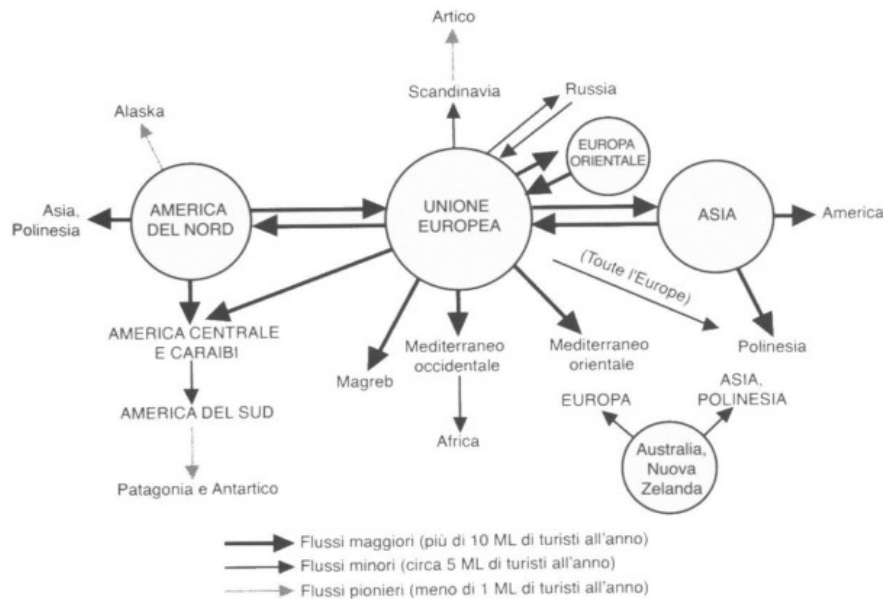 Artico
Scandinavia
Russia
Alaska
EUROPA
ORIENTALE
Asia,
Polinesia
AMERICA
DEL NORD
UNIONE
EUROPEA
ASIA
America
(Toute l'Europe)
AMERICA CENTRALE
E CARAIBI
Magreb
Mediterraneo
occidentale
Mediterraneo
orientale
Polinesia
AMERICA DEL SUD
Africa
EUROPA
ASIA,
POLINESIA
Australia,
Nuova
Zelanda
Patagonia e Antartico
Flussi maggiori (più di 10 ML di turisti all'anno)
Flussi minori (circa 5 ML di turisti all'anno)
Flussi pionieri (meno di 1 ML di turisti all'anno)